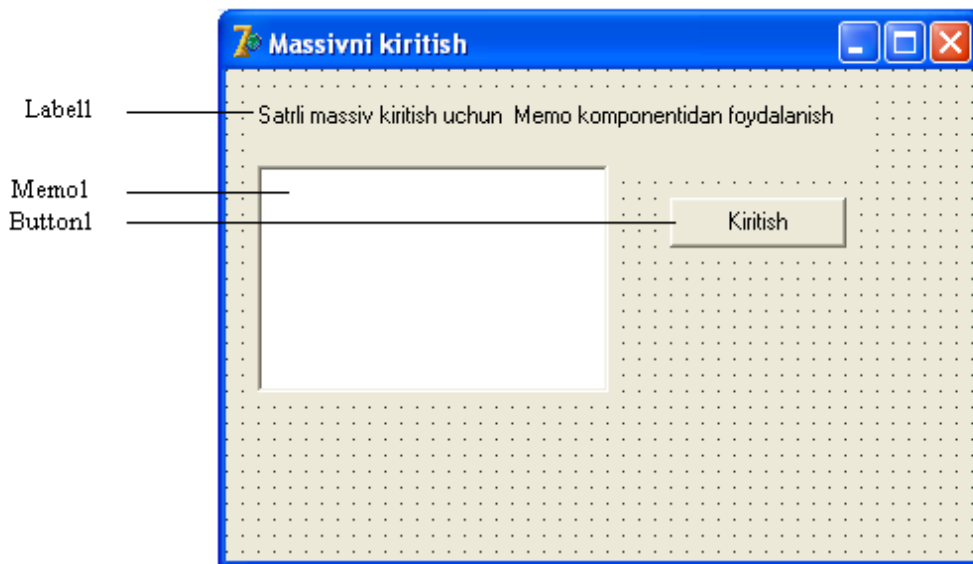 Massivni kiritish
Label1
Satrli massiv kiritish uchun Memo komponentidan foydalanish
Memo1
Button1
Kiritish